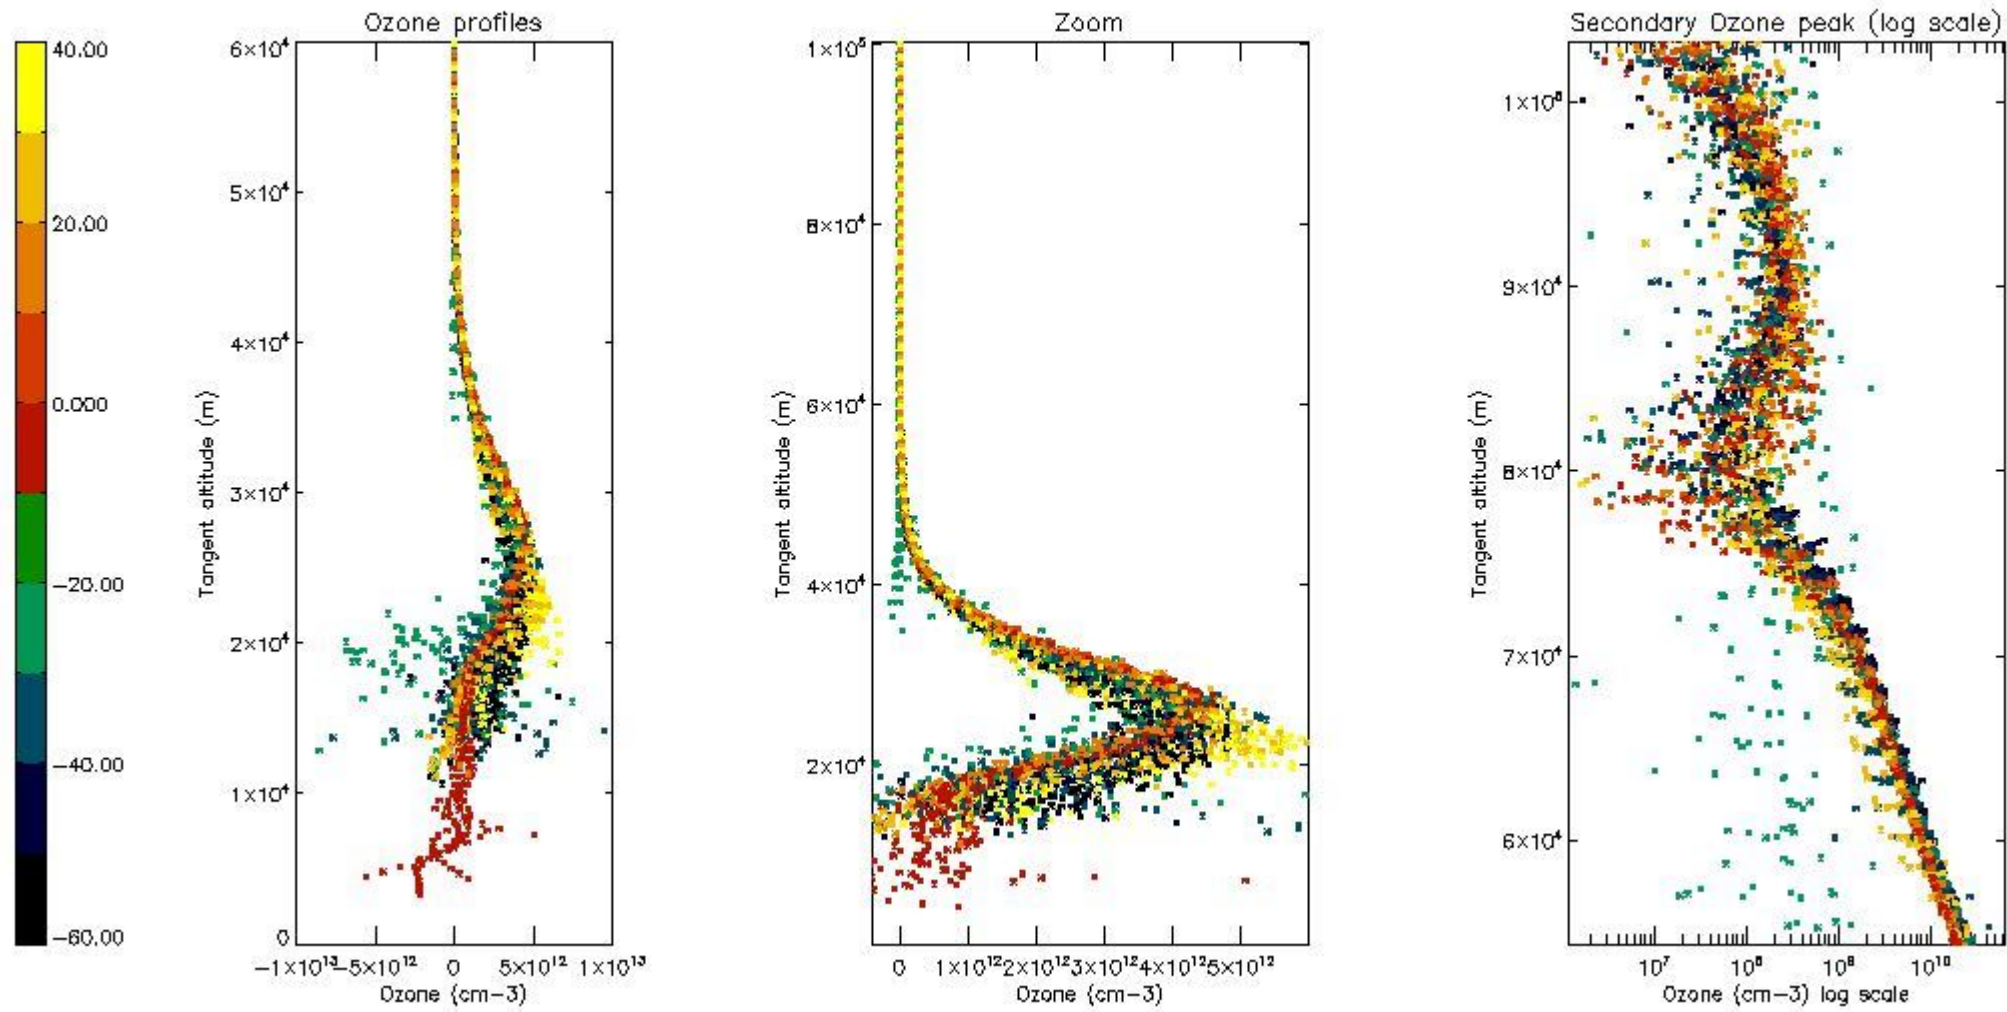 Ozone profiles
Zoom
Secondary Ozone peak (log scale)
40.00
20.00
0.000
−20.00
−40.00
−60.00
6×10⁴
5×10⁴
4×10⁴
3×10⁴
2×10⁴
1×10⁴
0
Tangent altitude (m)
−1×10¹³ −5×10¹² 0 5×10¹² 1×10¹³
Ozone (cm−3)
1×10⁵
8×10⁴
6×10⁴
4×10⁴
2×10⁴
Tangent altitude (m)
0 1×10¹² 2×10¹² 3×10¹² 4×10¹² 5×10¹²
Ozone (cm−3)
1×10⁵
9×10⁴
8×10⁴
7×10⁴
6×10⁴
Tangent altitude (m)
10⁷ 10⁸ 10⁹ 10¹⁰
Ozone (cm−3) log scale